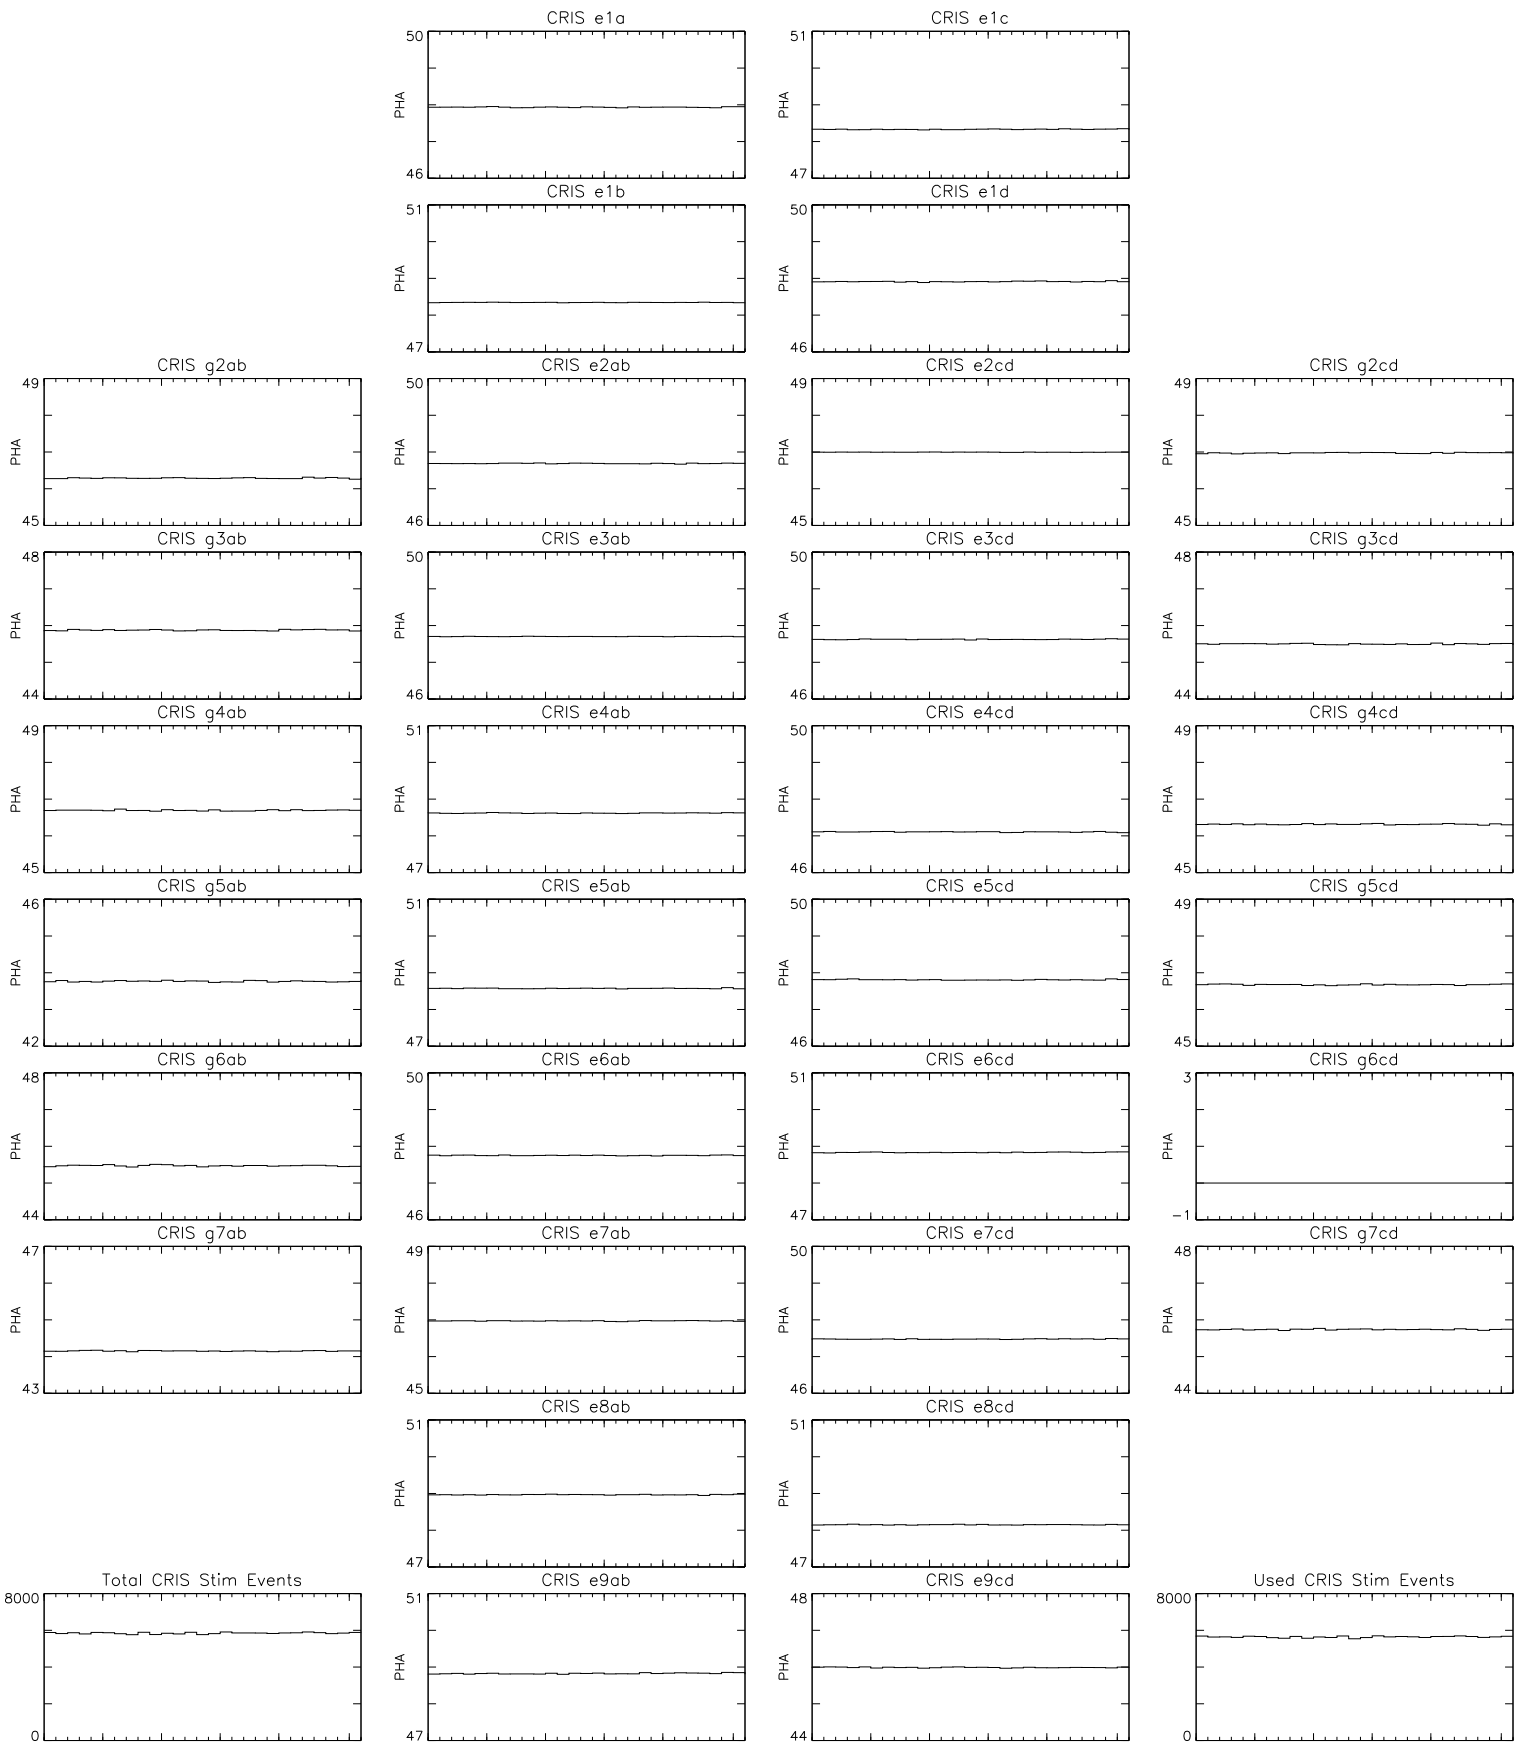 CRIS e1a
50
PHA
46
CRIS e1c
51
PHA
47
CRIS e1b
51
PHA
47
CRIS e1d
50
PHA
46
CRIS g2ab
49
PHA
45
CRIS e2ab
50
PHA
46
CRIS e2cd
49
PHA
45
CRIS g2cd
49
PHA
45
CRIS g3ab
48
PHA
44
CRIS e3ab
50
PHA
46
CRIS e3cd
50
PHA
46
CRIS g3cd
48
PHA
44
CRIS g4ab
49
PHA
45
CRIS e4ab
51
PHA
47
CRIS e4cd
50
PHA
46
CRIS g4cd
49
PHA
45
CRIS g5ab
46
PHA
42
CRIS e5ab
51
PHA
47
CRIS e5cd
50
PHA
46
CRIS g5cd
49
PHA
45
CRIS g6ab
48
PHA
44
CRIS e6ab
50
PHA
46
CRIS e6cd
51
PHA
47
CRIS g6cd
3
PHA
-1
CRIS g7ab
47
PHA
43
CRIS e7ab
49
PHA
45
CRIS e7cd
50
PHA
46
CRIS g7cd
48
PHA
44
CRIS e8ab
51
PHA
47
CRIS e8cd
51
PHA
47
Total CRIS Stim Events
8000
0
CRIS e9ab
51
PHA
47
CRIS e9cd
48
PHA
44
Used CRIS Stim Events
8000
0